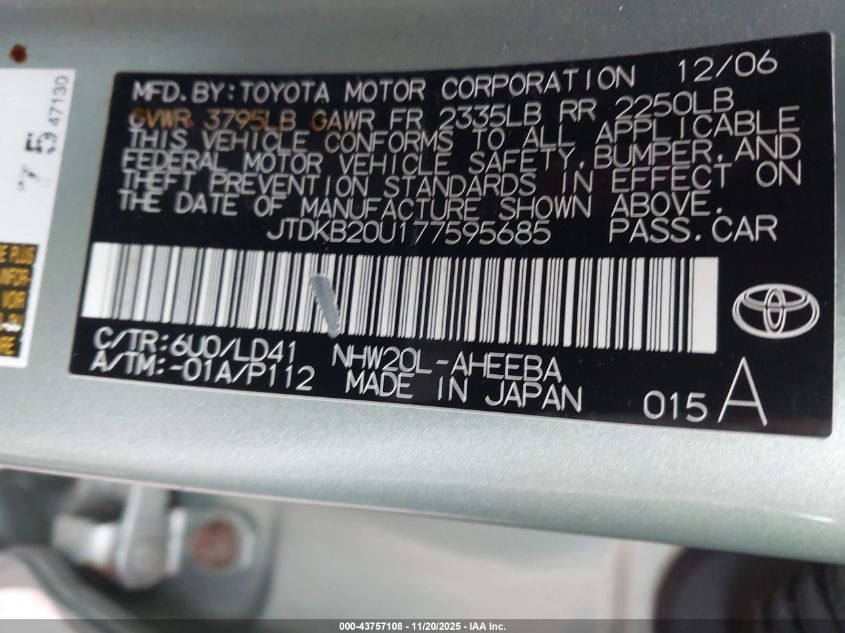 MFD. BY: TOYOTA MOTOR CORPORATION 12/06
GVWR 3795LB GAWR FR 2335LB RR 2250LB
THIS VEHICLE CONFORMS TO ALL APPLICABLE
FEDERAL MOTOR VEHICLE SAFETY, BUMPER, AND
THEFT PREVENTION STANDARDS IN EFFECT ON
THE DATE OF MANUFACTURE SHOWN ABOVE.
JTDKB20U177595685 PASS.CAR
C/TR:6U0/LD41 NHW20L-AHEEBA
A/TM:-01A/P112 MADE IN JAPAN
015 A
47130
000-43757108 - 11/20/2025 - IAA Inc.